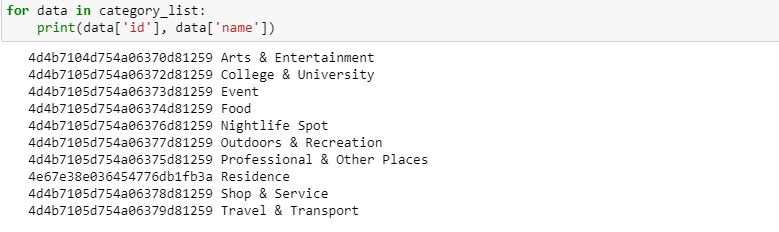 for data in category_list:
    print(data['id'], data['name'])
4d4b7104d754a06370d81259 Arts & Entertainment
4d4b7105d754a06372d81259 College & University
4d4b7105d754a06373d81259 Event
4d4b7105d754a06374d81259 Food
4d4b7105d754a06376d81259 Nightlife Spot
4d4b7105d754a06377d81259 Outdoors & Recreation
4d4b7105d754a06375d81259 Professional & Other Places
4e67e38e036454776db1fb3a Residence
4d4b7105d754a06378d81259 Shop & Service
4d4b7105d754a06379d81259 Travel & Transport